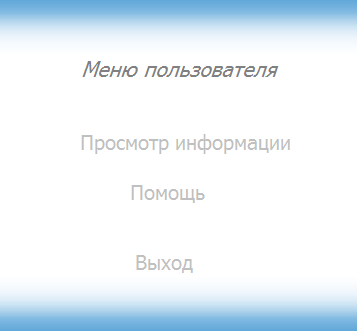 Меню пользователя
Просмотр информации
Помощь
Выход